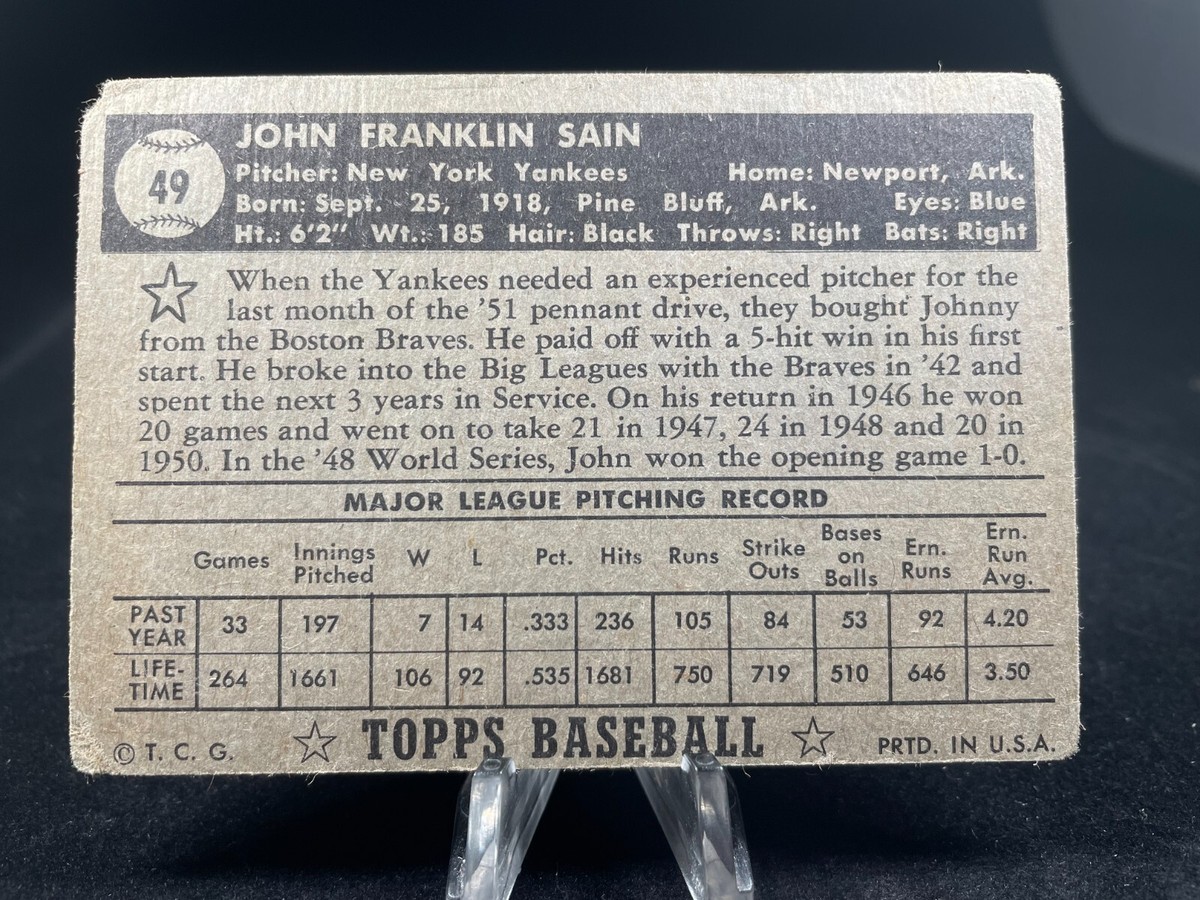 49
JOHN FRANKLIN SAIN
Pitcher: New York Yankees Home: Newport, Ark.
Born: Sept. 25, 1918, Pine Bluff, Ark. Eyes: Blue
Ht.: 6'2" Wt.: 185 Hair: Black Throws: Right Bats: Right
When the Yankees needed an experienced pitcher for the
last month of the '51 pennant drive, they bought Johnny
from the Boston Braves. He paid off with a 5-hit win in his first
start. He broke into the Big Leagues with the Braves in '42 and
spent the next 3 years in Service. On his return in 1946 he won
20 games and went on to take 21 in 1947, 24 in 1948 and 20 in
1950. In the '48 World Series, John won the opening game 1-0.
MAJOR LEAGUE PITCHING RECORD
Games Innings Pitched W L Pct. Hits Runs Strike Outs Bases on Balls Ern. Runs Ern. Run Avg.
PAST YEAR 33 197 7 14 .333 236 105 84 53 92 4.20
LIFE-TIME 264 1661 106 92 .535 1681 750 719 510 646 3.50
© T. C. G. TOPPS BASEBALL PRTD. IN U.S.A.